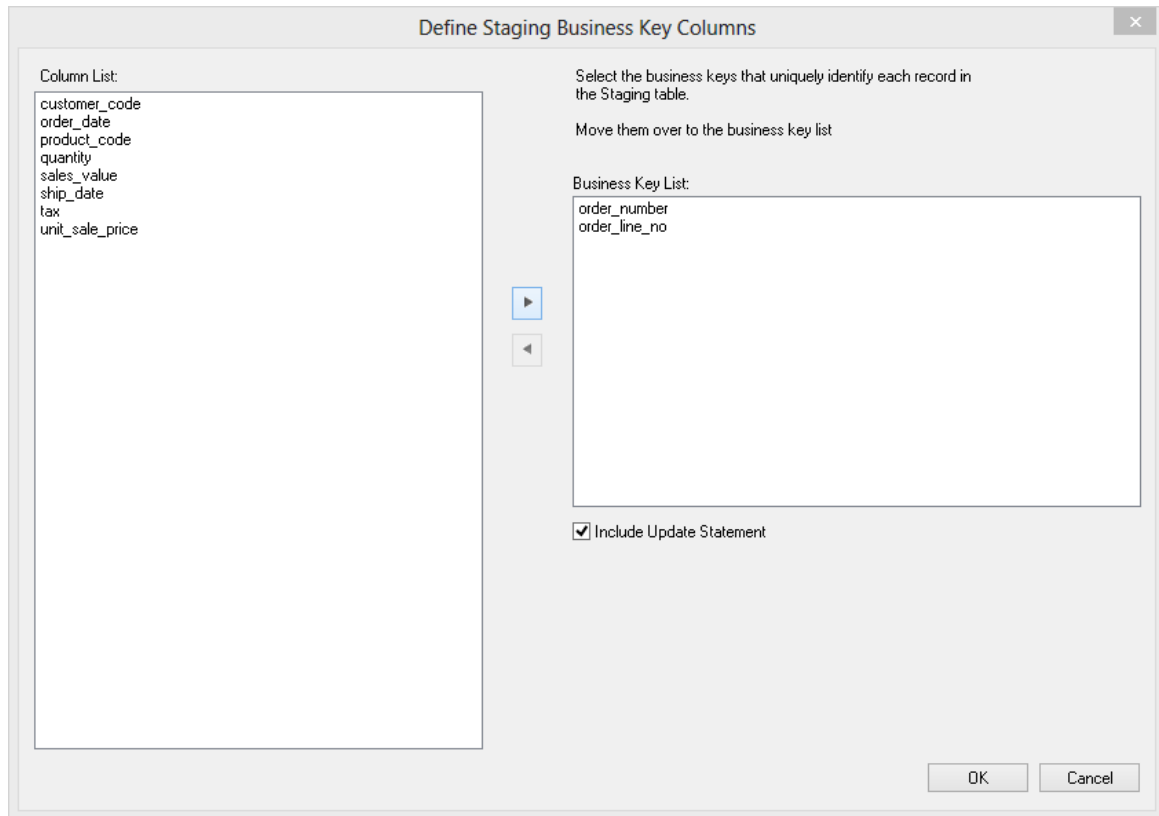 Define Staging Business Key Columns
Column List:
customer_code
order_date
product_code
quantity
sales_value
ship_date
tax
unit_sale_price
Select the business keys that uniquely identify each record in
the Staging table.
Move them over to the business key list
Business Key List:
order_number
order_line_no
Include Update Statement
OK
Cancel